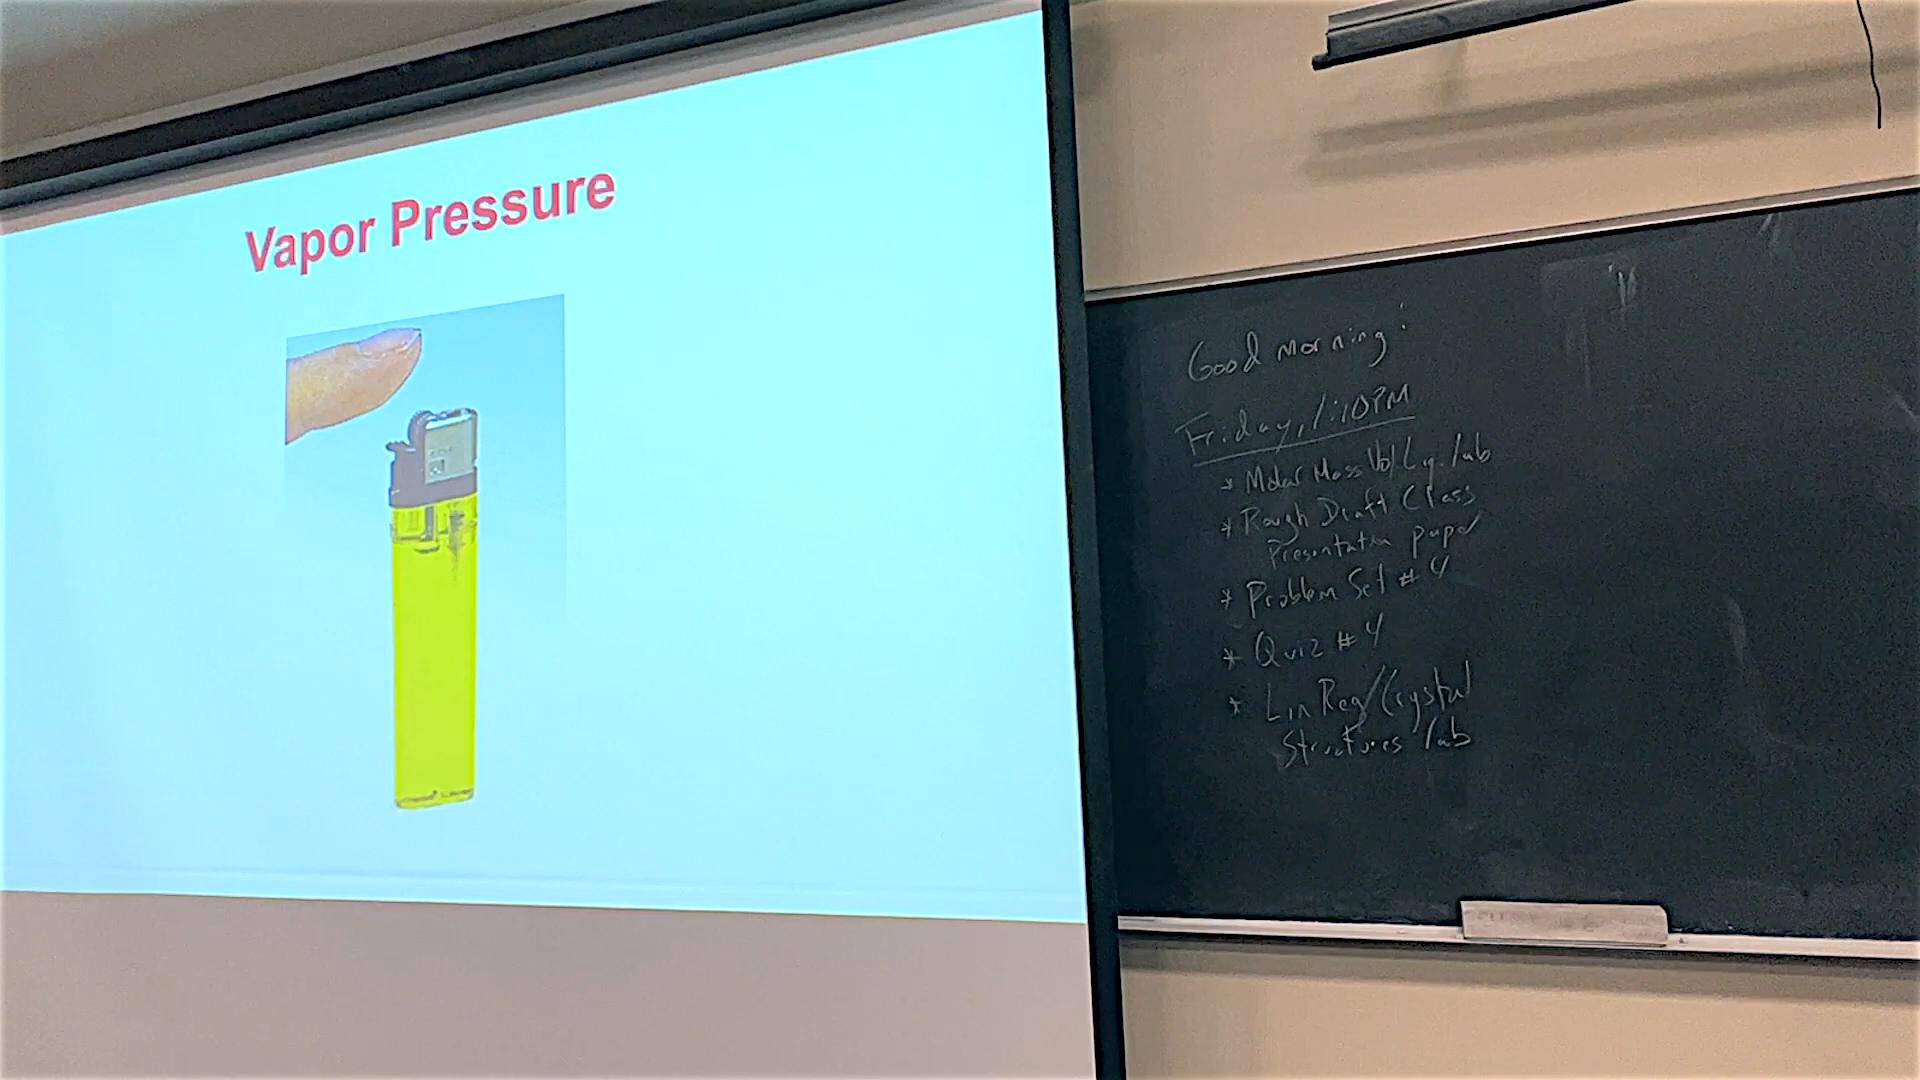 Vapor Pressure
Good Morning!
Friday, 1:10PM
* Molar Mass Vol Liq. lab
* Rough Draft Class
Presentation paper
* Problem Set # 4
* Quiz # 4
* Lin Reg/Crystal
Structures lab